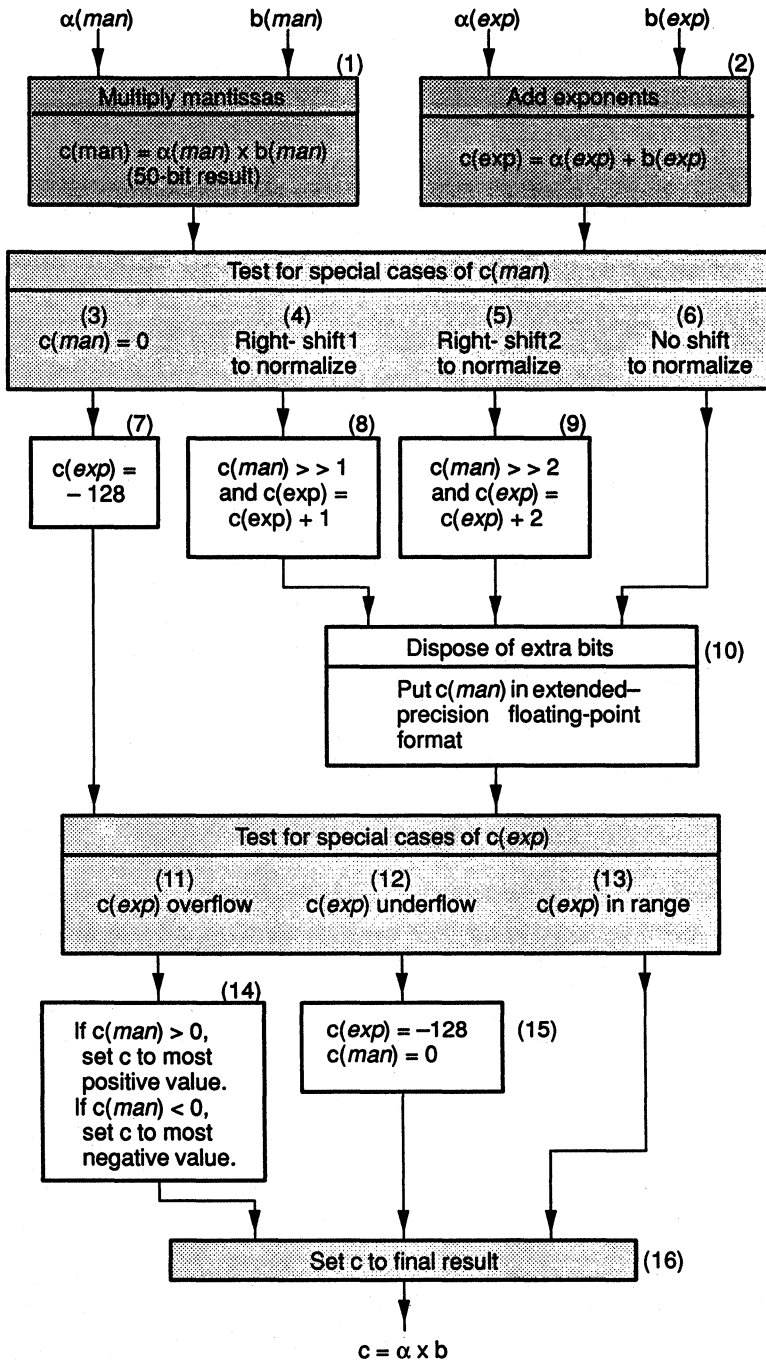 α(man) b(man) α(exp) b(exp)
(1) (2)
Multiply mantissas
c(man) = α(man) x b(man)
(50-bit result)
Add exponents
c(exp) = α(exp) + b(exp)
Test for special cases of c(man)
(3)
c(man) = 0
(4)
Right- shift1
to normalize
(5)
Right- shift2
to normalize
(6)
No shift
to normalize
(7)
c(exp) =
– 128
(8)
c(man) > > 1
and c(exp) =
c(exp) + 1
(9)
c(man) > > 2
and c(exp) =
c(exp) + 2
Dispose of extra bits
(10)
Put c(man) in extended–
precision floating-point
format
Test for special cases of c(exp)
(11)
c(exp) overflow
(12)
c(exp) underflow
(13)
c(exp) in range
(14)
If c(man) > 0,
set c to most
positive value.
If c(man) < 0,
set c to most
negative value.
c(exp) = –128
c(man) = 0
(15)
Set c to final result
(16)
c = α x b